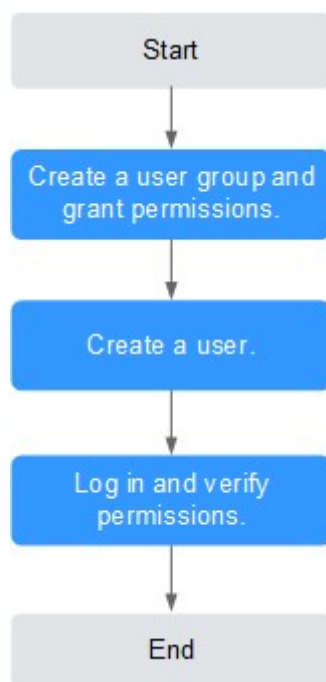 Start
Create a user group and
grant permissions.
Create a user.
Log in and verify
permissions.
End